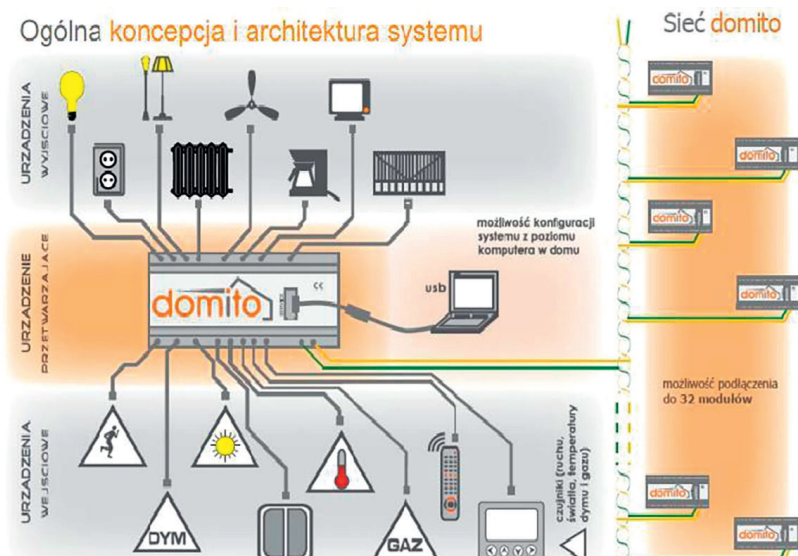 Ogólna koncepcja i architektura systemu
Sieć domito
URZĄDZENIA
WYJŚCIOWE
możliwość konfiguracji
systemu z poziomu
komputera w domu
usb
URZĄDZENIE
PRZETWARZAJĄCE
domito
CE
możliwość podłączenia
do 32 modułów
URZĄDZENIA
WEJŚCIOWE
DYM
GAZ
czujniki (ruchu,
światła, temperatury
dymu i gazu)
domito
domito
domito
domito
domito
domito